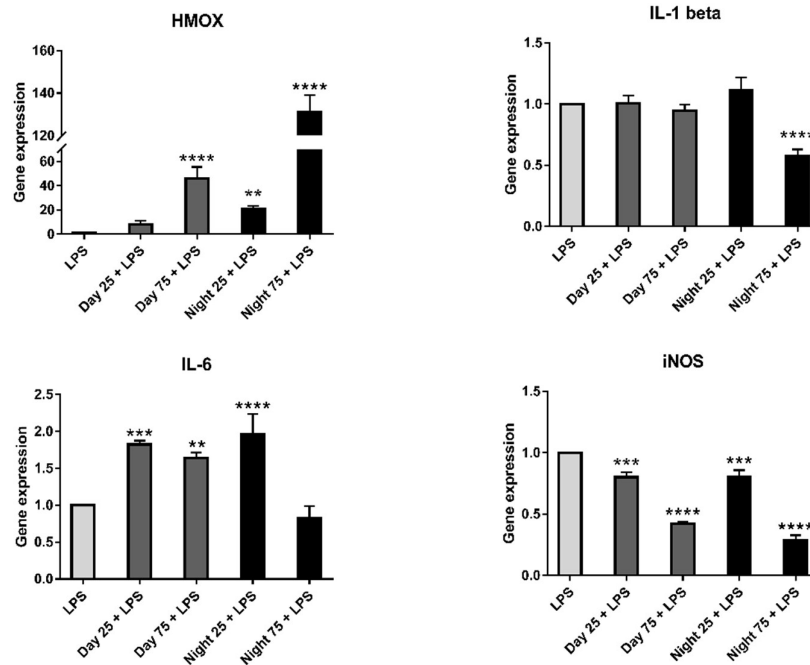 HMOX
Gene expression
160
140
120
60
40
20
0
****
**
****
LPS
Day 25 + LPS
Day 75 + LPS
Night 25 + LPS
Night 75 + LPS
IL-1 beta
Gene expression
1.5
1.0
0.5
0.0
****
LPS
Day 25 + LPS
Day 75 + LPS
Night 25 + LPS
Night 75 + LPS
IL-6
Gene expression
2.5
2.0
1.5
1.0
0.5
0.0
***
**
****
LPS
Day 25 + LPS
Day 75 + LPS
Night 25 + LPS
Night 75 + LPS
iNOS
Gene expression
1.5
1.0
0.5
0.0
***
****
***
****
LPS
Day 25 + LPS
Day 75 + LPS
Night 25 + LPS
Night 75 + LPS